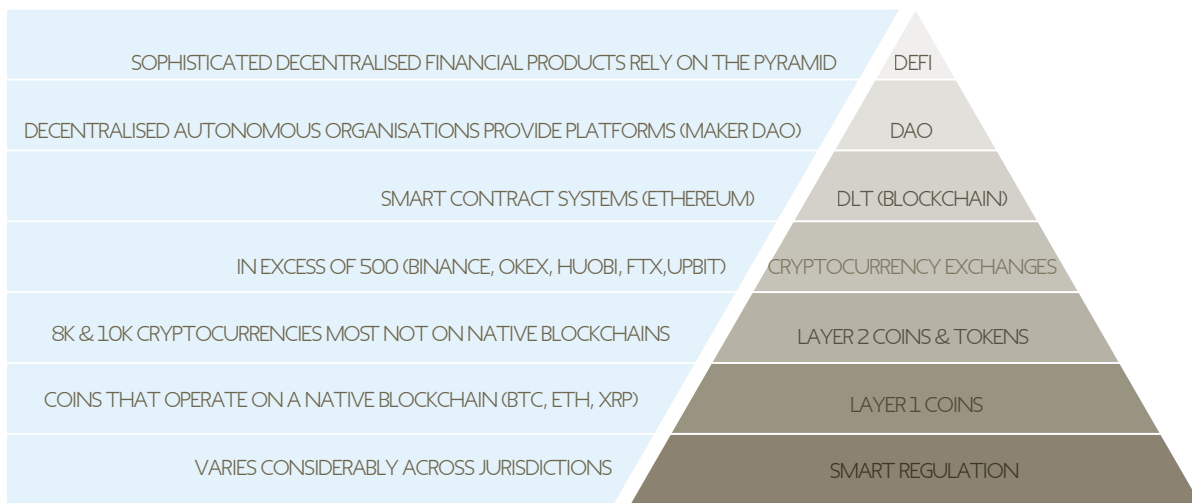 SOPHISTICATED DECENTRALISED FINANCIAL PRODUCTS RELY ON THE PYRAMID
DEFI
DECENTRALISED AUTONOMOUS ORGANISATIONS PROVIDE PLATFORMS (MAKER DAO)
DAO
SMART CONTRACT SYSTEMS (ETHEREUM)
DLT (BLOCKCHAIN)
IN EXCESS OF 500 (BINANCE, OKEX, HUOBI, FTX,UPBIT)
CRYPTOCURRENCY EXCHANGES
8K & 10K CRYPTOCURRENCIES MOST NOT ON NATIVE BLOCKCHAINS
LAYER 2 COINS & TOKENS
COINS THAT OPERATE ON A NATIVE BLOCKCHAIN (BTC, ETH, XRP)
LAYER 1 COINS
VARIES CONSIDERABLY ACROSS JURISDICTIONS
SMART REGULATION